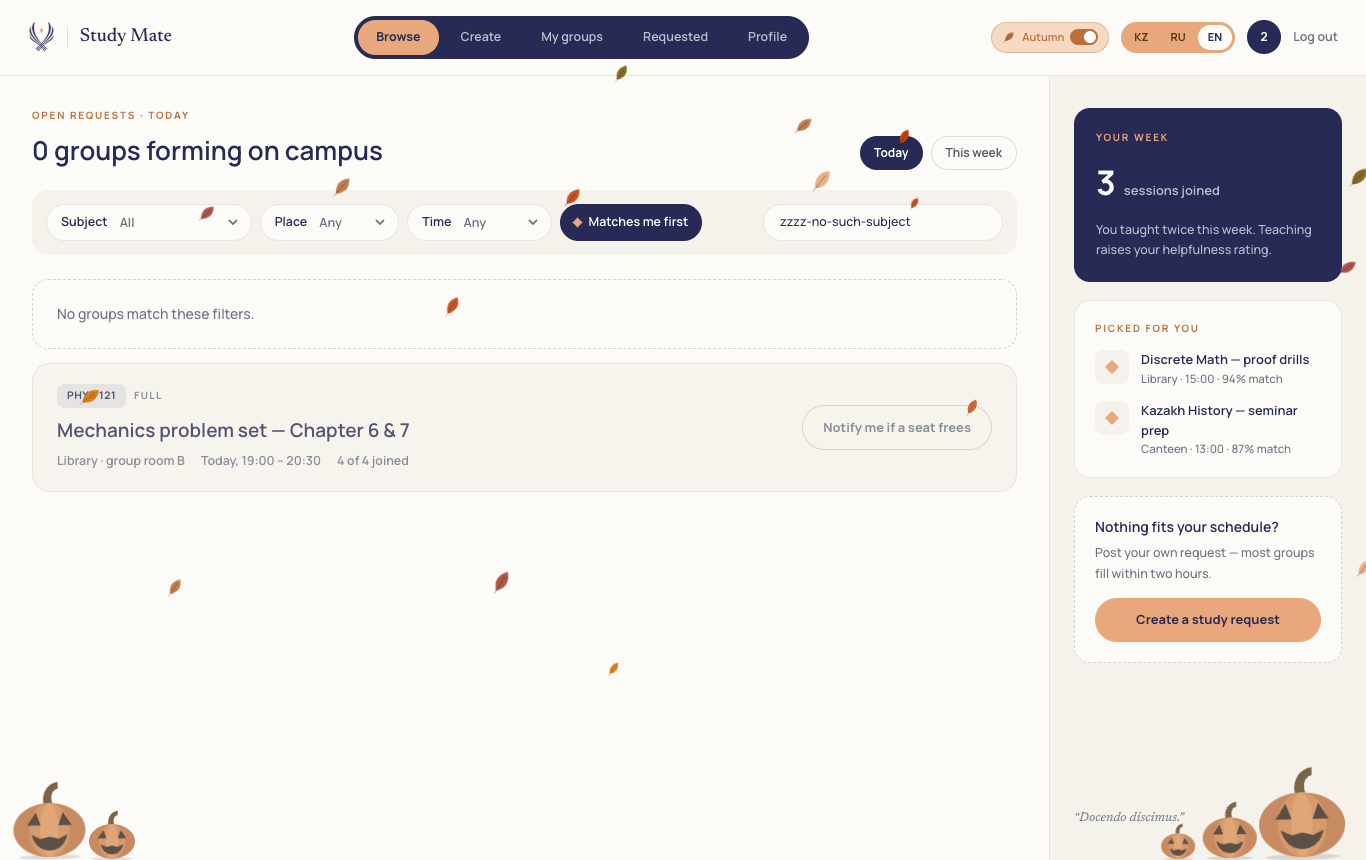 Study Mate
Browse
Create
My groups
Requested
Profile
Autumn
KZ
RU
EN
2
Log out
OPEN REQUESTS · TODAY
0 groups forming on campus
Today
This week
Subject All
Place Any
Time Any
Matches me first
zzzz-no-such-subject
No groups match these filters.
121
FULL
Mechanics problem set — Chapter 6 & 7
Library · group room B
Today, 19:00 – 20:30
4 of 4 joined
Notify me if a seat frees
YOUR WEEK
3 sessions joined
You taught twice this week. Teaching
raises your helpfulness rating.
PICKED FOR YOU
Discrete Math — proof drills
Library · 15:00 · 94% match
Kazakh History — seminar
prep
Canteen · 13:00 · 87% match
Nothing fits your schedule?
Post your own request — most groups
fill within two hours.
Create a study request
“Docendo discimus.”